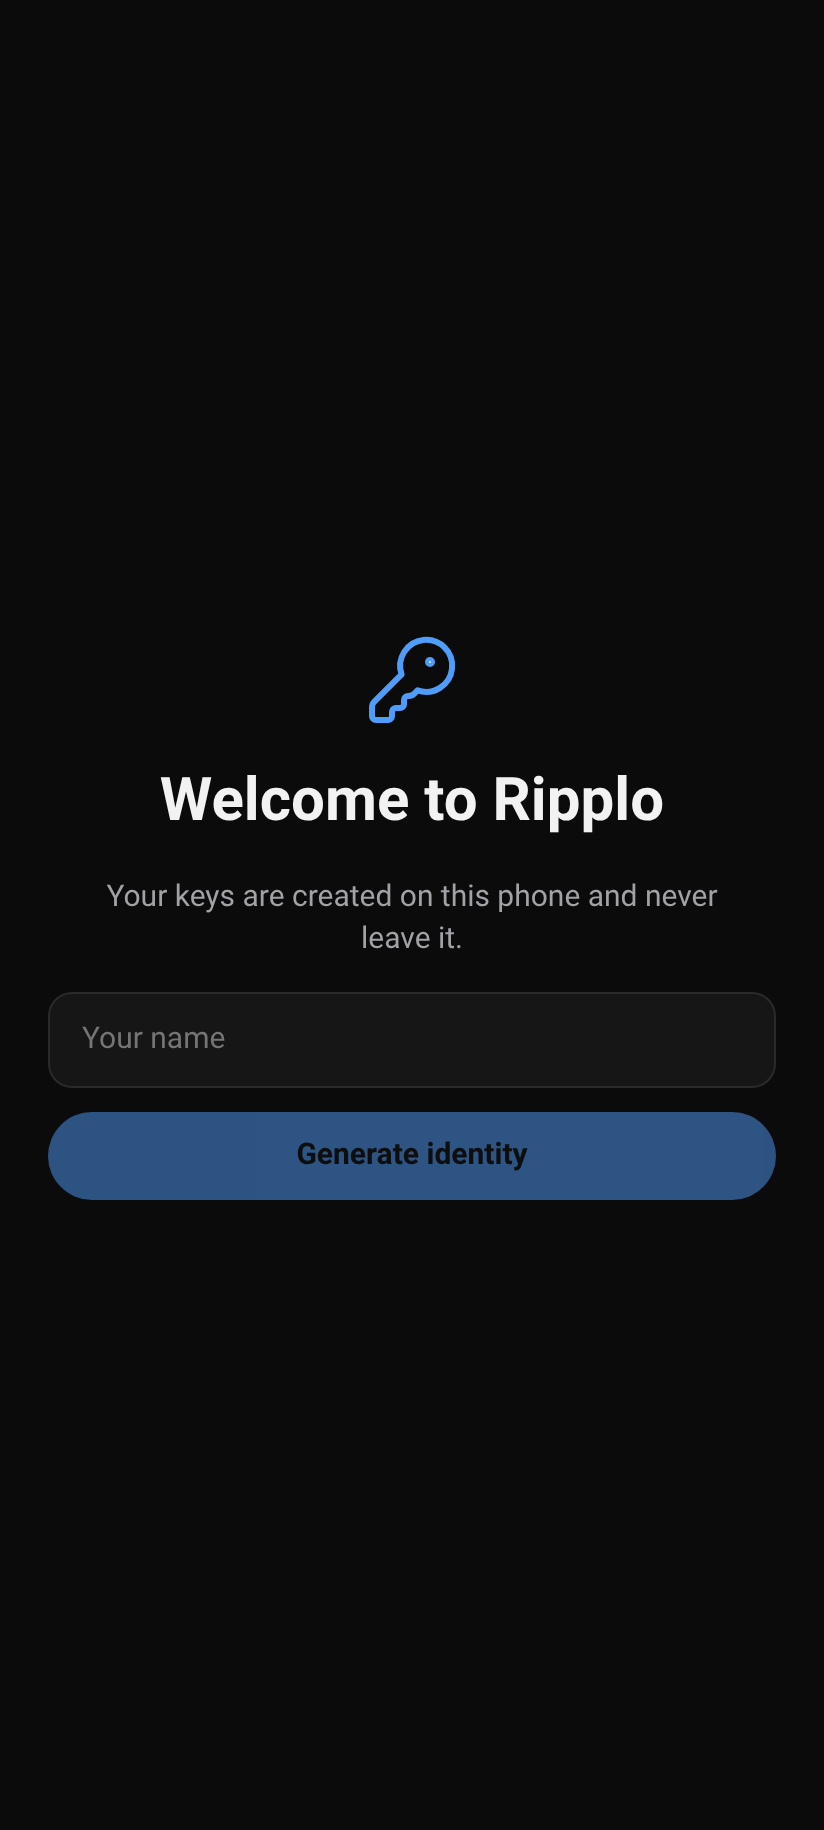 Welcome to Ripplo
Your keys are created on this phone and never
leave it.
Your name
Generate identity